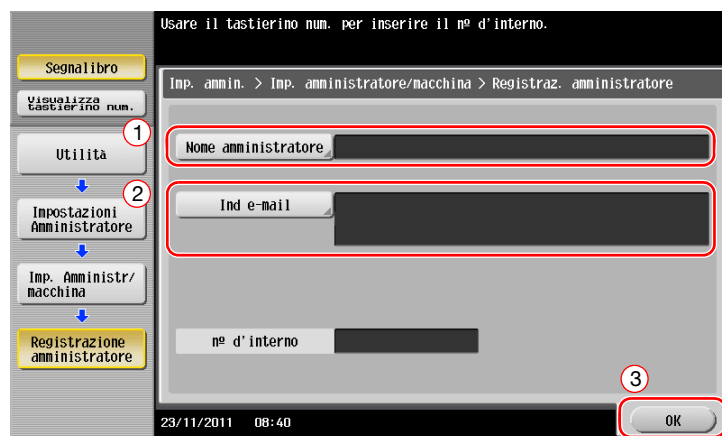 Usare il tastierino num. per inserire il nº d'interno.
Segnalibro
Visualizza
tastierino num.
Imp. ammin. > Imp. amministratore/macchina > Registraz. amministratore
1
Nome amministratore
Utilità
2
Ind e-mail
Impostazioni
Amministratore
Imp. Amministr/
macchina
Registrazione
amministratore
nº d'interno
3
23/11/2011 08:40
OK